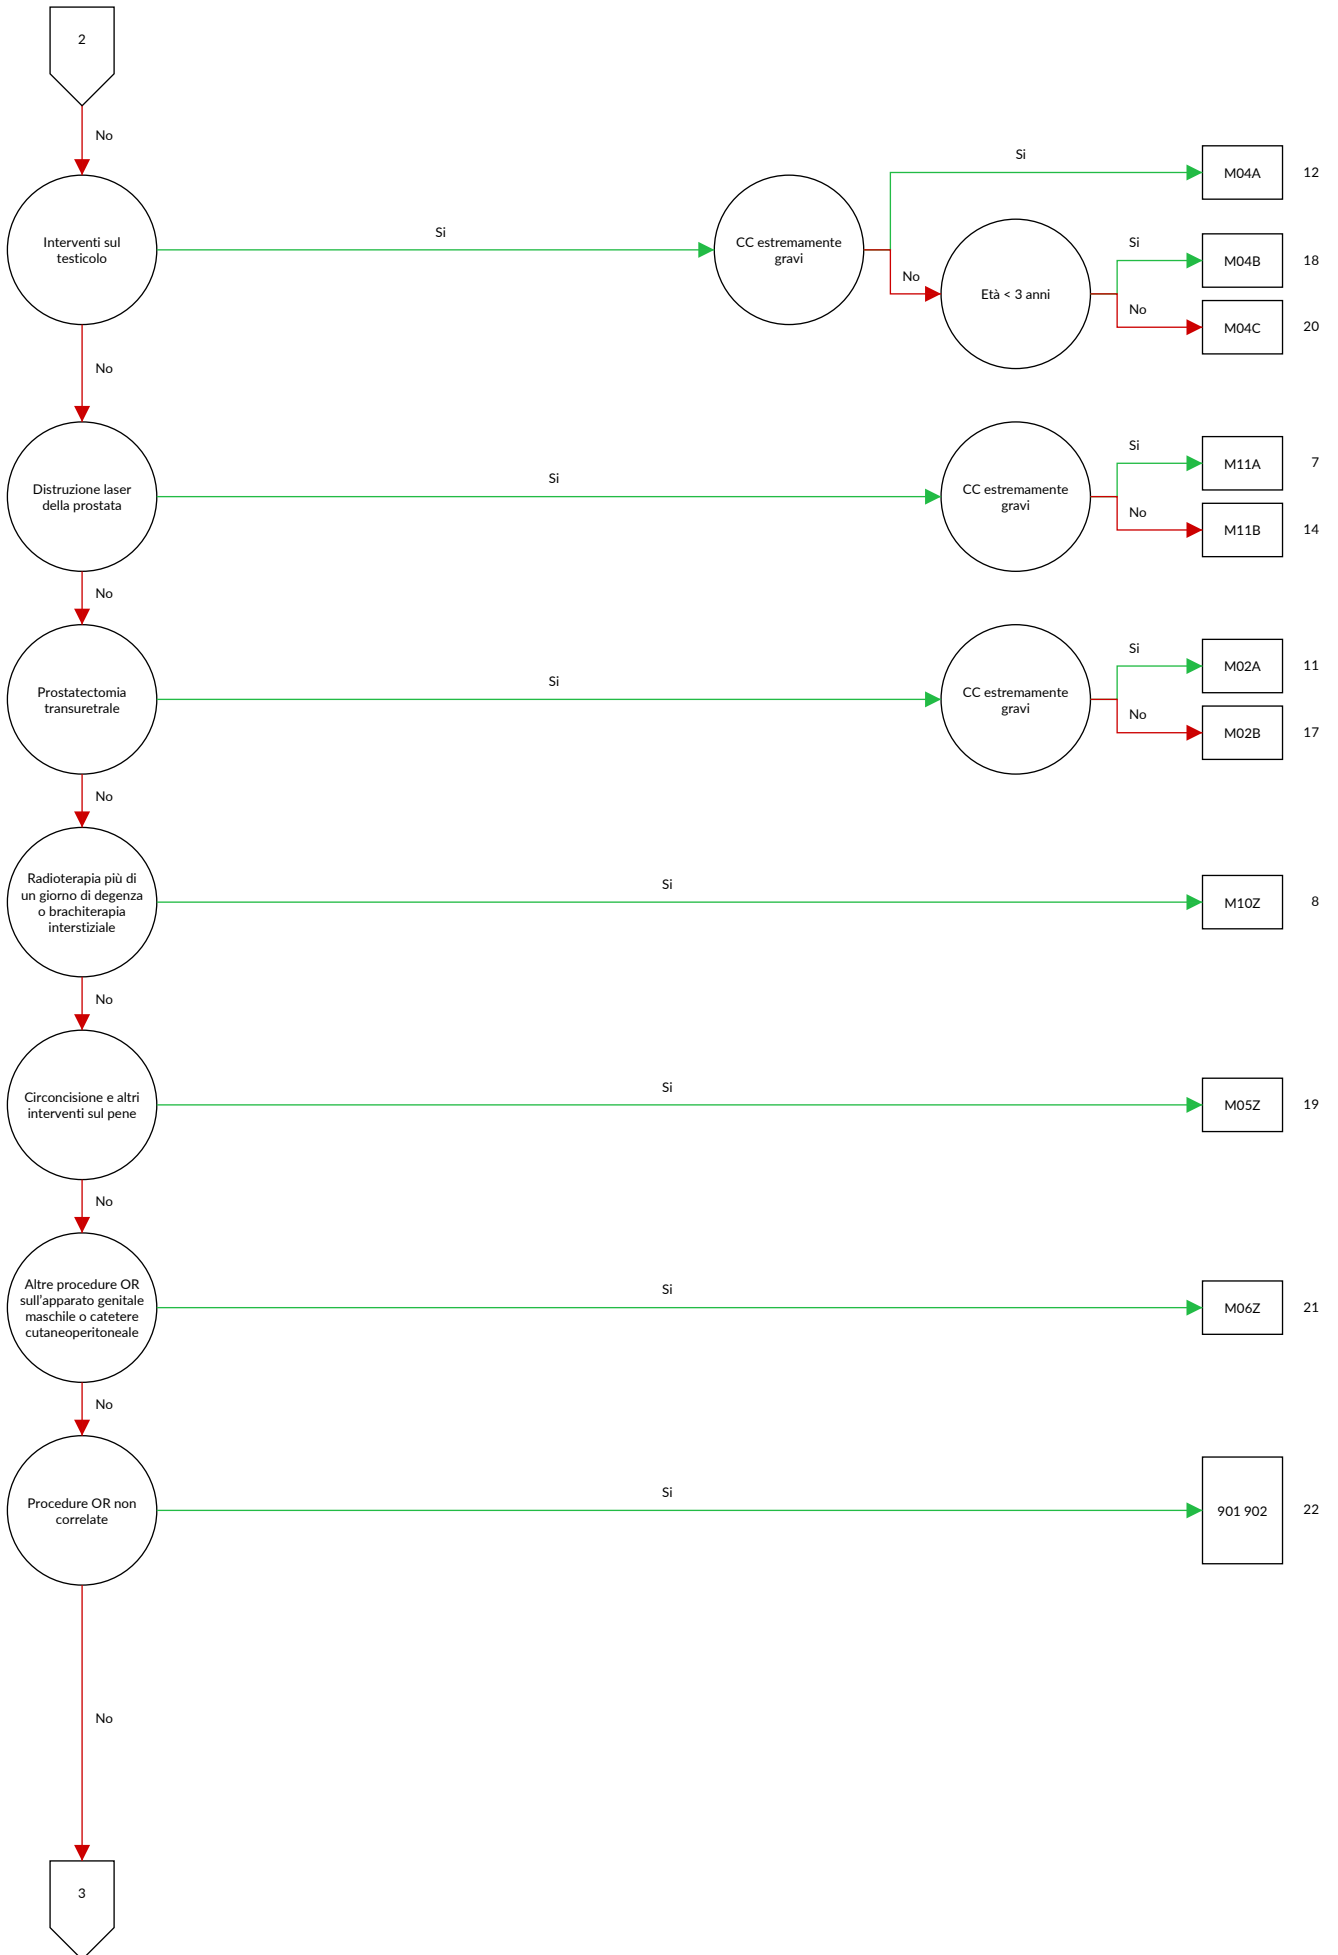 2
No
Interventi sul
testicolo
Si
CC estremamente
gravi
Si
M04A
12
No
Età < 3 anni
Si
M04B
18
No
M04C
20
No
Distruzione laser
della prostata
Si
CC estremamente
gravi
Si
M11A
7
No
M11B
14
No
Prostatectomia
transuretrale
Si
CC estremamente
gravi
Si
M02A
11
No
M02B
17
No
Radioterapia più di
un giorno di degenza
o brachiterapia
interstiziale
Si
M10Z
8
No
Circoncisione e altri
interventi sul pene
Si
M05Z
19
No
Altre procedure OR
sull'apparato genitale
maschile o catetere
cutaneoperitoneale
Si
M06Z
21
No
Procedure OR non
correlate
Si
901 902
22
No
3